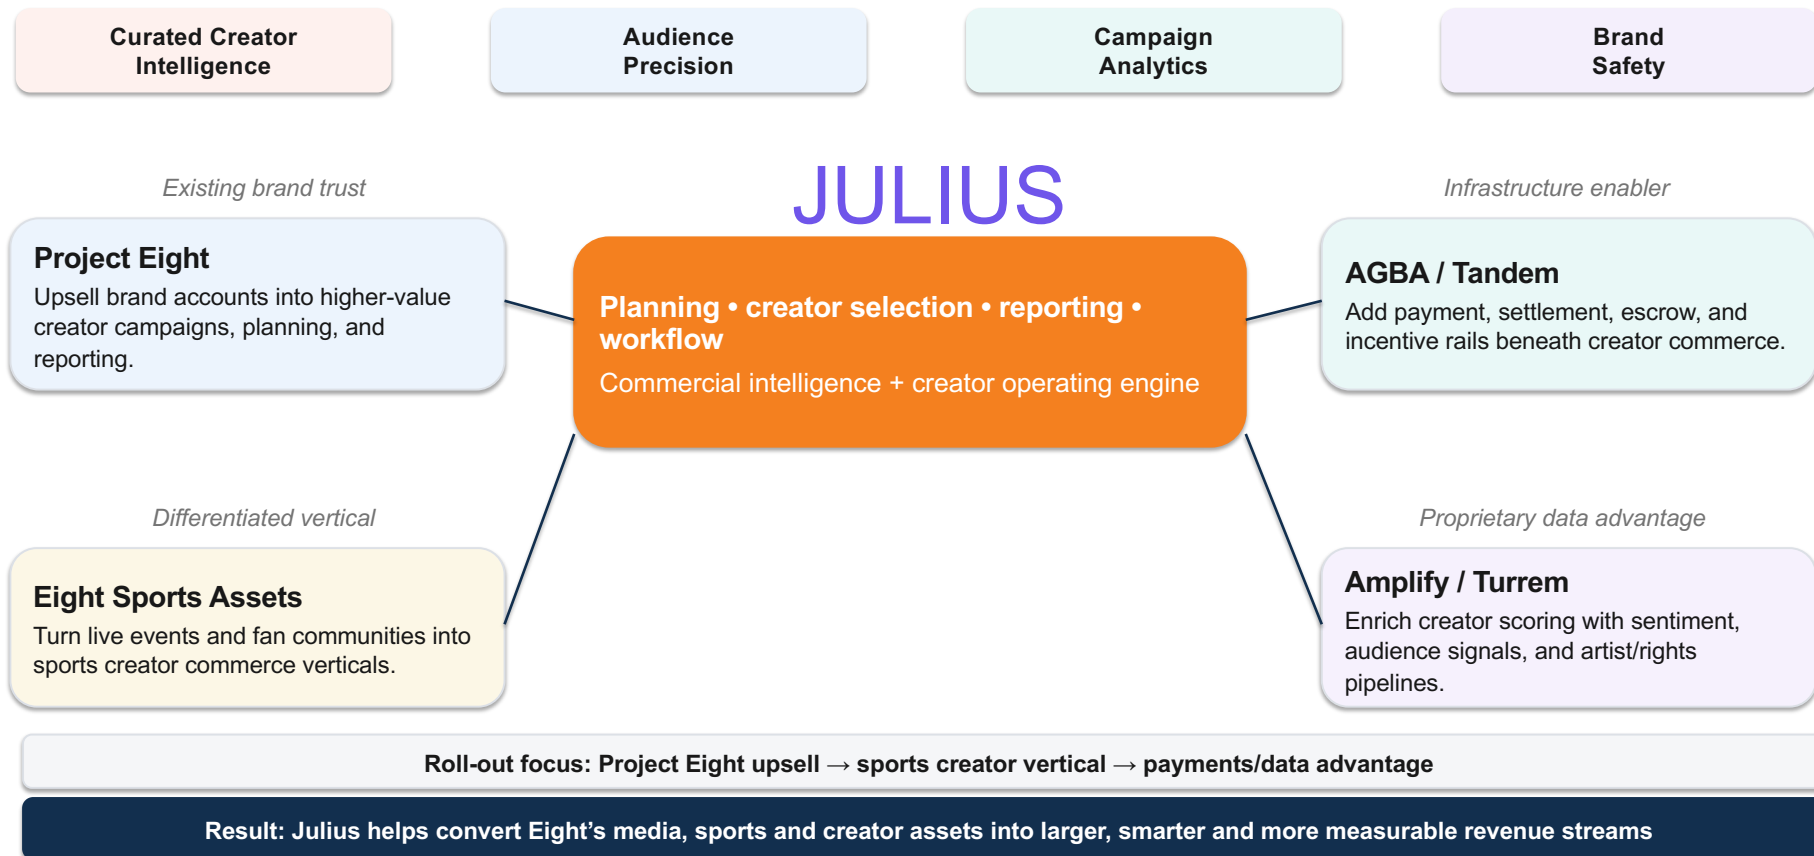 Curated Creator
Intelligence
Audience
Precision
Campaign
Analytics
Brand
Safety
Existing brand trust
Project Eight
Upsell brand accounts into higher-value
creator campaigns, planning, and
reporting.
JULIUS
Planning • creator selection • reporting •
workflow
Commercial intelligence + creator operating engine
Infrastructure enabler
AGBA / Tandem
Add payment, settlement, escrow, and
incentive rails beneath creator commerce.
Differentiated vertical
Eight Sports Assets
Turn live events and fan communities into
sports creator commerce verticals.
Proprietary data advantage
Amplify / Turrem
Enrich creator scoring with sentiment,
audience signals, and artist/rights
pipelines.
Roll-out focus: Project Eight upsell → sports creator vertical → payments/data advantage
Result: Julius helps convert Eight’s media, sports and creator assets into larger, smarter and more measurable revenue streams